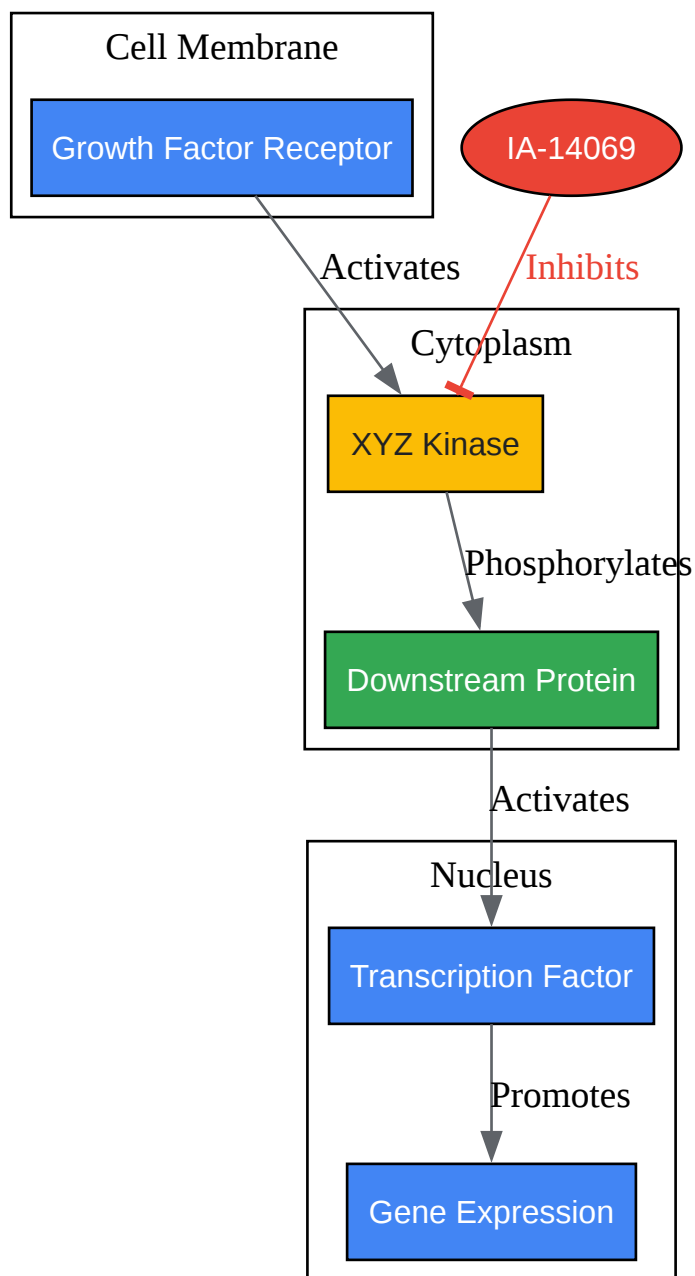 Cell Membrane
Growth Factor Receptor
IA-14069
Activates
Inhibits
Cytoplasm
XYZ Kinase
Phosphorylates
Downstream Protein
Activates
Nucleus
Transcription Factor
Promotes
Gene Expression